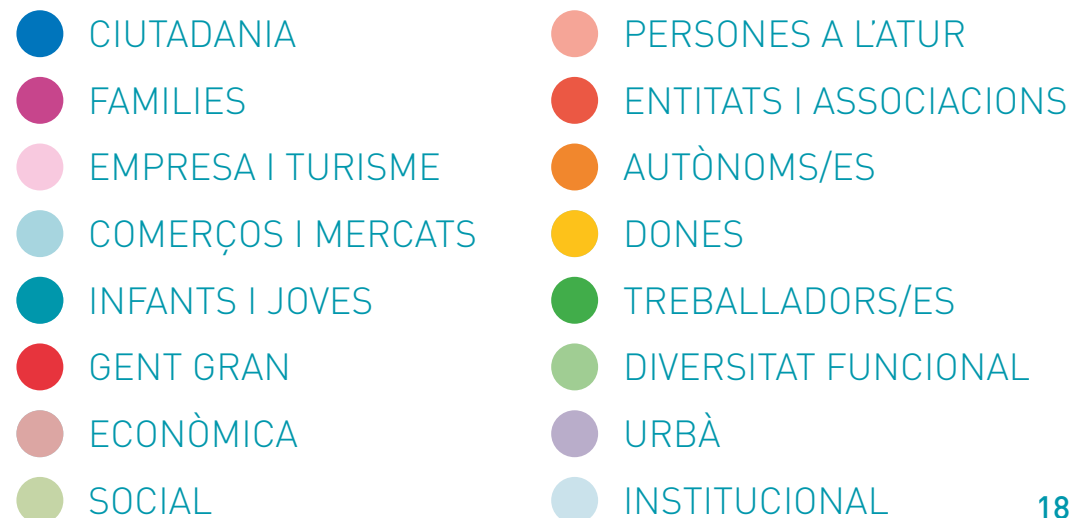 CIUTADANIA
FAMILIES
EMPRESA I TURISME
COMERÇOS I MERCATS
INFANTS I JOVES
GENT GRAN
ECONÒMICA
SOCIAL
PERSONES A L'ATUR
ENTITATS I ASSOCIACIONS
AUTÒNOMS/ES
DONES
TREBALLADORS/ES
DIVERSITAT FUNCIONAL
URBÀ
INSTITUCIONAL
18